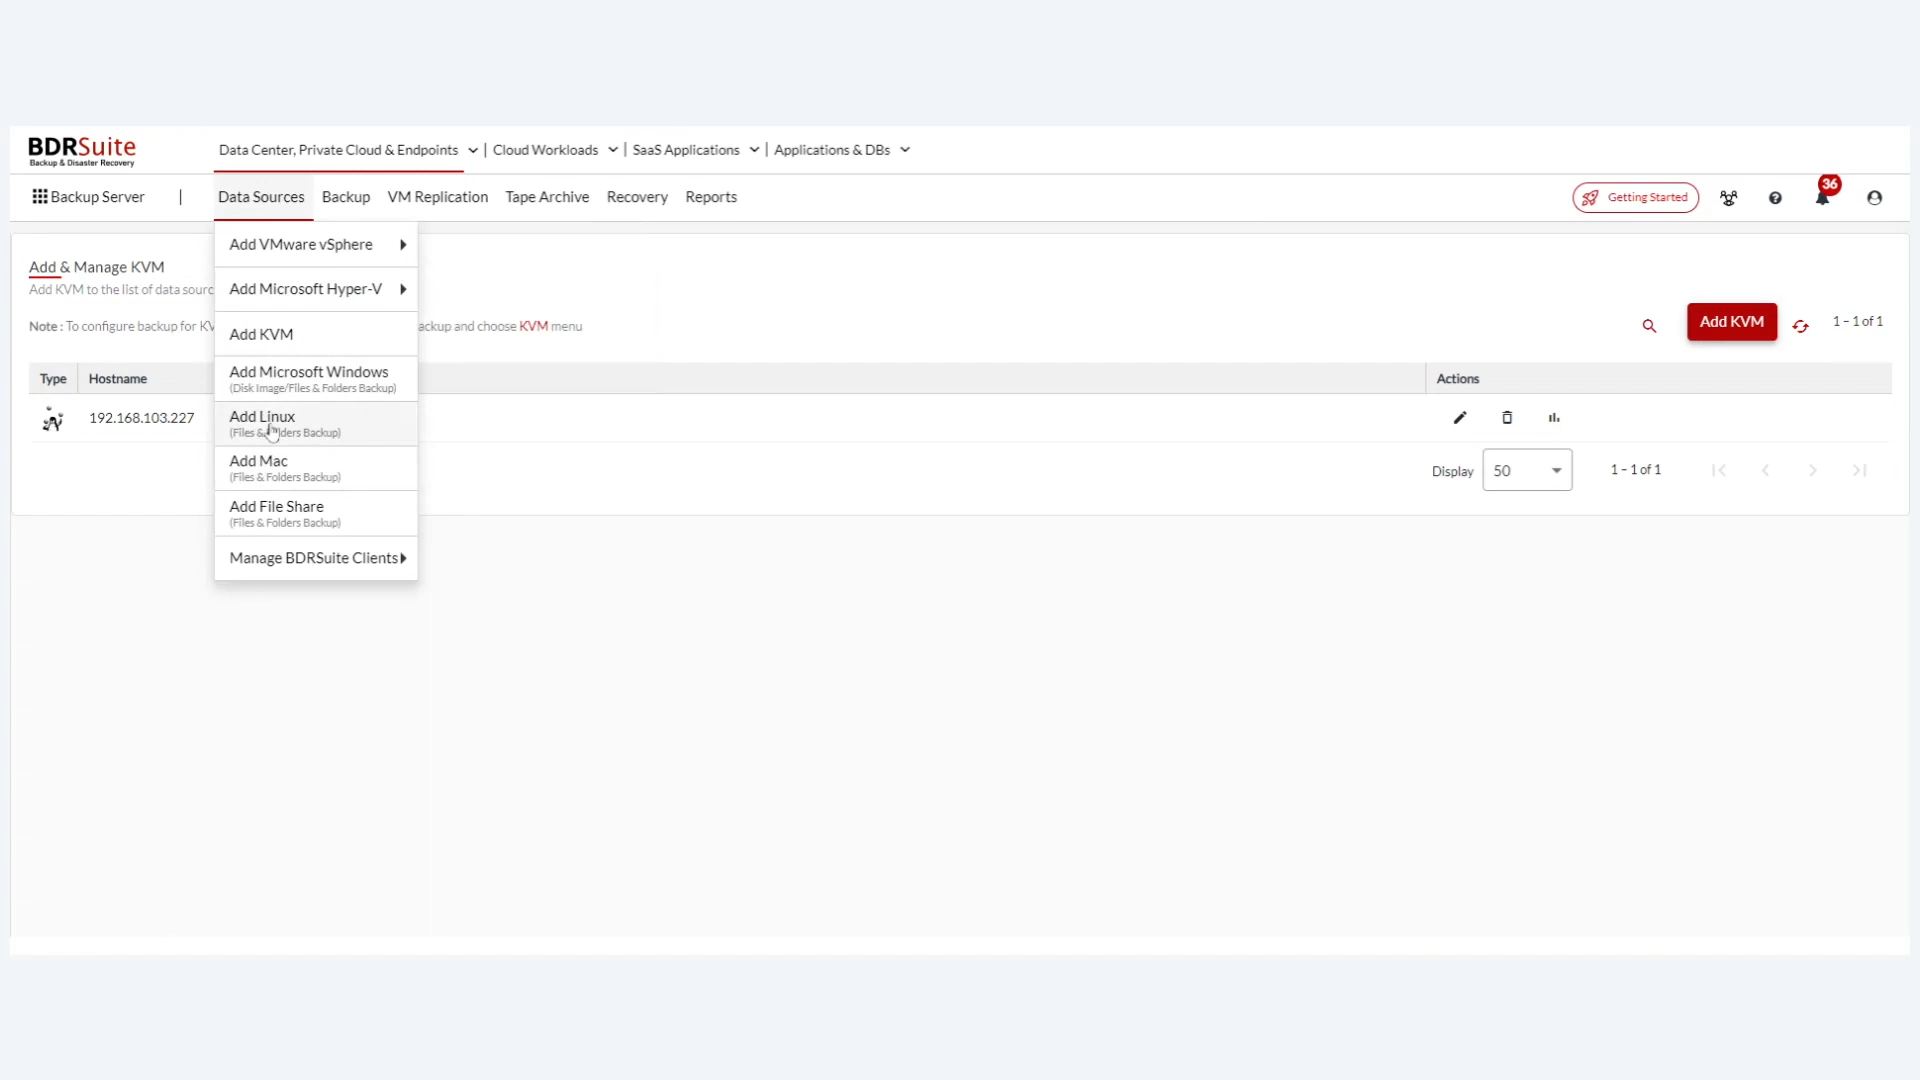 BDRSuite
Backup & Disaster Recovery
Data Center, Private Cloud & Endpoints | Cloud Workloads | SaaS Applications | Applications & DBs
Backup Server | Data Sources Backup VM Replication Tape Archive Recovery Reports
Getting Started 36
Add VMware vSphere
Add & Manage KVM
Add KVM to the list of data
Add Microsoft Hyper-V
Note : To configure backup for
Add KVM
and choose KVM menu
Add KVM 1 – 1 of 1
Type Hostname Actions
Add Microsoft Windows
(Disk Image/Files & Folders Backup)
192.168.103.227
Add Linux
(Files & Backup)
Add Mac
(Files & Folders Backup)
Display 50 1 – 1 of 1
Add File Share
(Files & Folders Backup)
Manage BDRSuite Clients